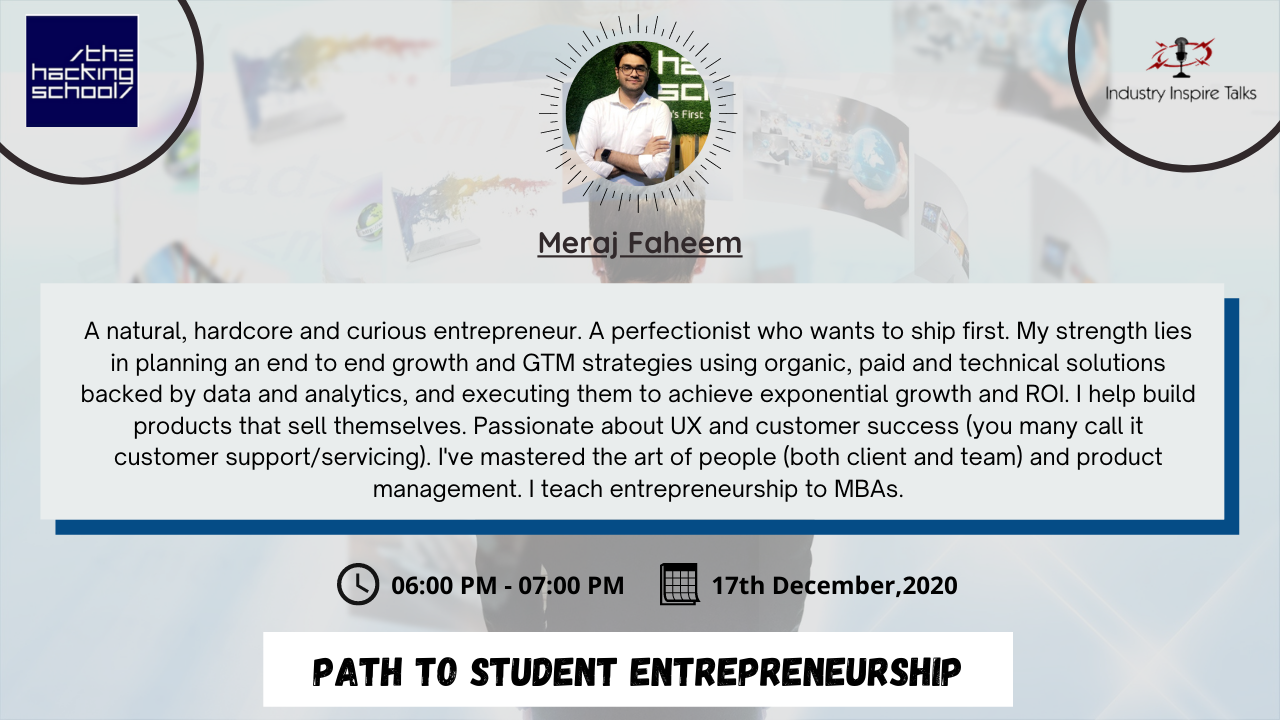 /the
hacking
school/
Industry Inspire Talks
ha
sc
's First
Meraj Faheem
A natural, hardcore and curious entrepreneur. A perfectionist who wants to ship first. My strength lies
in planning an end to end growth and GTM strategies using organic, paid and technical solutions
backed by data and analytics, and executing them to achieve exponential growth and ROI. I help build
products that sell themselves. Passionate about UX and customer success (you many call it
customer support/servicing). I've mastered the art of people (both client and team) and product
management. I teach entrepreneurship to MBAs.
06:00 PM - 07:00 PM
17th December,2020
PATH TO STUDENT ENTREPRENEURSHIP